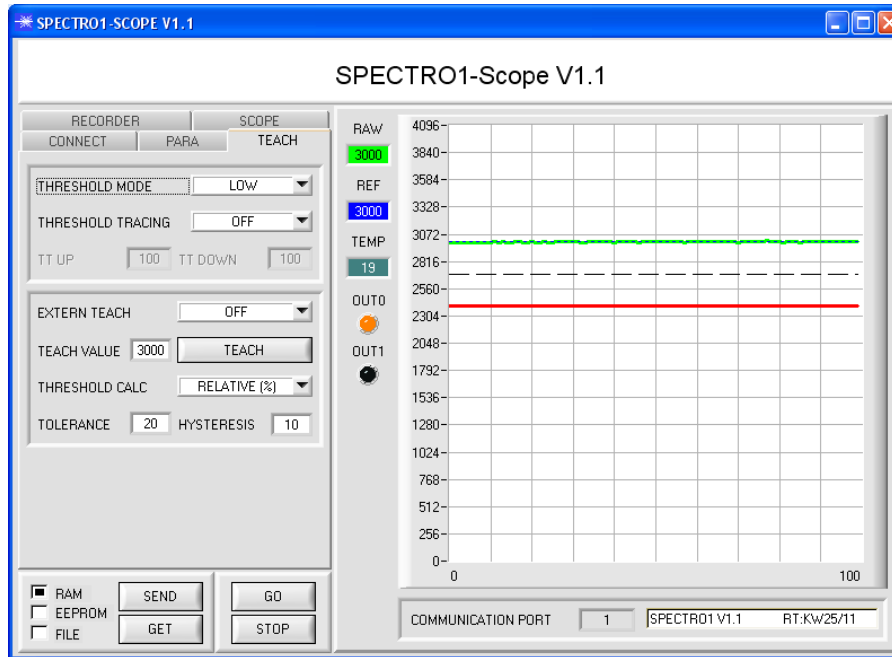 SPECTRO1-SCOPE V1.1
SPECTRO1-Scope V1.1
RECORDER SCOPE
CONNECT PARA TEACH
THRESHOLD MODE LOW
THRESHOLD TRACING OFF
TT UP 100 TT DOWN 100
EXTERN TEACH OFF
TEACH VALUE 3000 TEACH
THRESHOLD CALC RELATIVE (%)
TOLERANCE 20 HYSTERESIS 10
RAM
EEPROM
FILE
SEND
GET
GO
STOP
RAW
3000
REF
3000
TEMP
19
OUT0
OUT1
4096
3840
3584
3328
3072
2816
2560
2304
2048
1792
1536
1280
1024
768
512
256
0
0 100
COMMUNICATION PORT 1 SPECTRO1 V1.1 RT:KW25/11